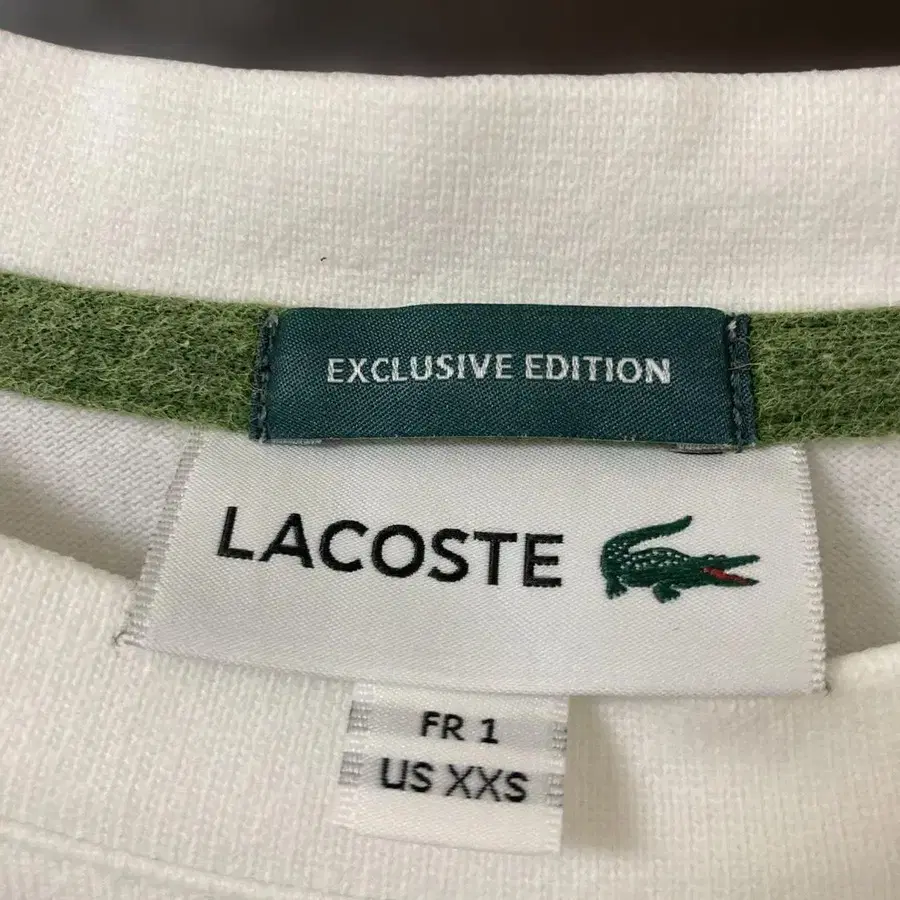 EXCLUSIVE EDITION
LACOSTE
FR 1
US XXS